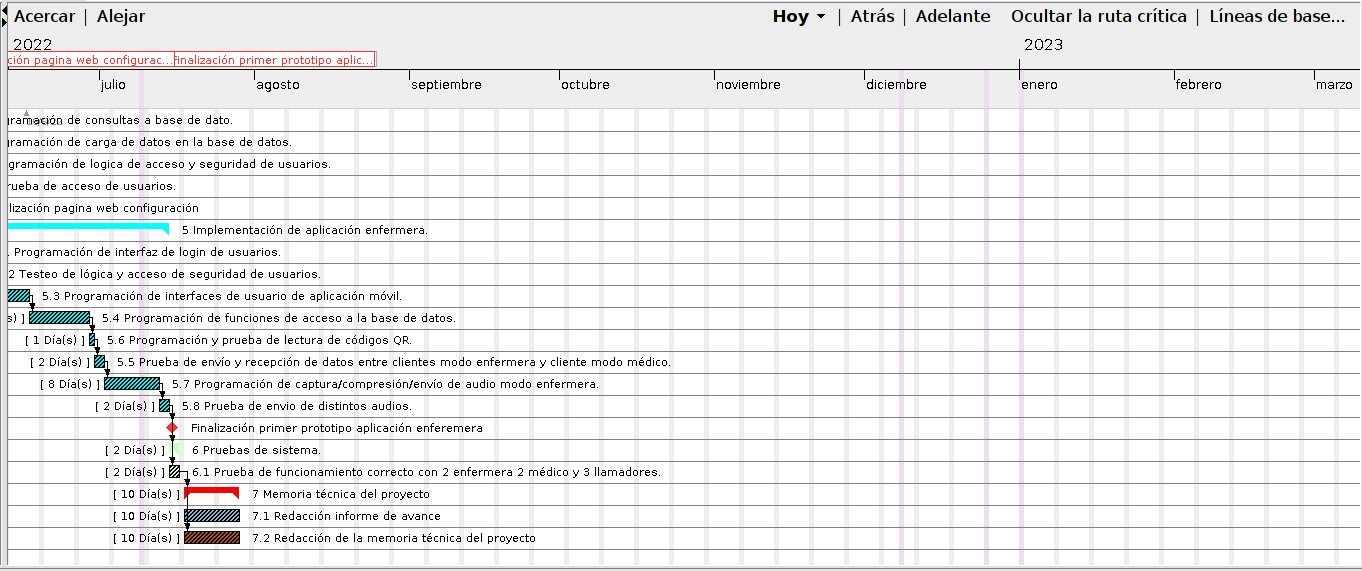 Acercar | Alejar Hoy | Atrás | Adelante Ocultar la ruta crítica | Líneas de base...
2022 2023
ción pagina web configurac... Finalización primer prototipo aplic...
julio agosto septiembre octubre noviembre diciembre enero febrero marzo
gramación de consultas a base de dato.
gramación de carga de datos en la base de datos.
gramación de logica de acceso y seguridad de usuarios.
rueba de acceso de usuarios.
lización pagina web configuración
5 Implementación de aplicación enfermera.
. Programación de interfaz de login de usuarios.
2 Testeo de lógica y acceso de seguridad de usuarios.
5.3 Programación de interfaces de usuario de aplicación móvil.
s) ] 5.4 Programación de funciones de acceso a la base de datos.
[ 1 Día(s) ] 5.6 Programación y prueba de lectura de códigos QR.
[ 2 Día(s) ] 5.5 Prueba de envío y recepción de datos entre clientes modo enfermera y cliente modo médico.
[ 8 Día(s) ] 5.7 Programación de captura/compresión/envío de audio modo enfermera.
[ 2 Día(s) ] 5.8 Prueba de envio de distintos audios.
Finalización primer prototipo aplicación enferemera
[ 2 Día(s) ] 6 Pruebas de sistema.
[ 2 Día(s) ] 6.1 Prueba de funcionamiento correcto con 2 enfermera 2 médico y 3 llamadores.
[ 10 Día(s) ] 7 Memoria técnica del proyecto
[ 10 Día(s) ] 7.1 Redacción informe de avance
[ 10 Día(s) ] 7.2 Redacción de la memoria técnica del proyecto